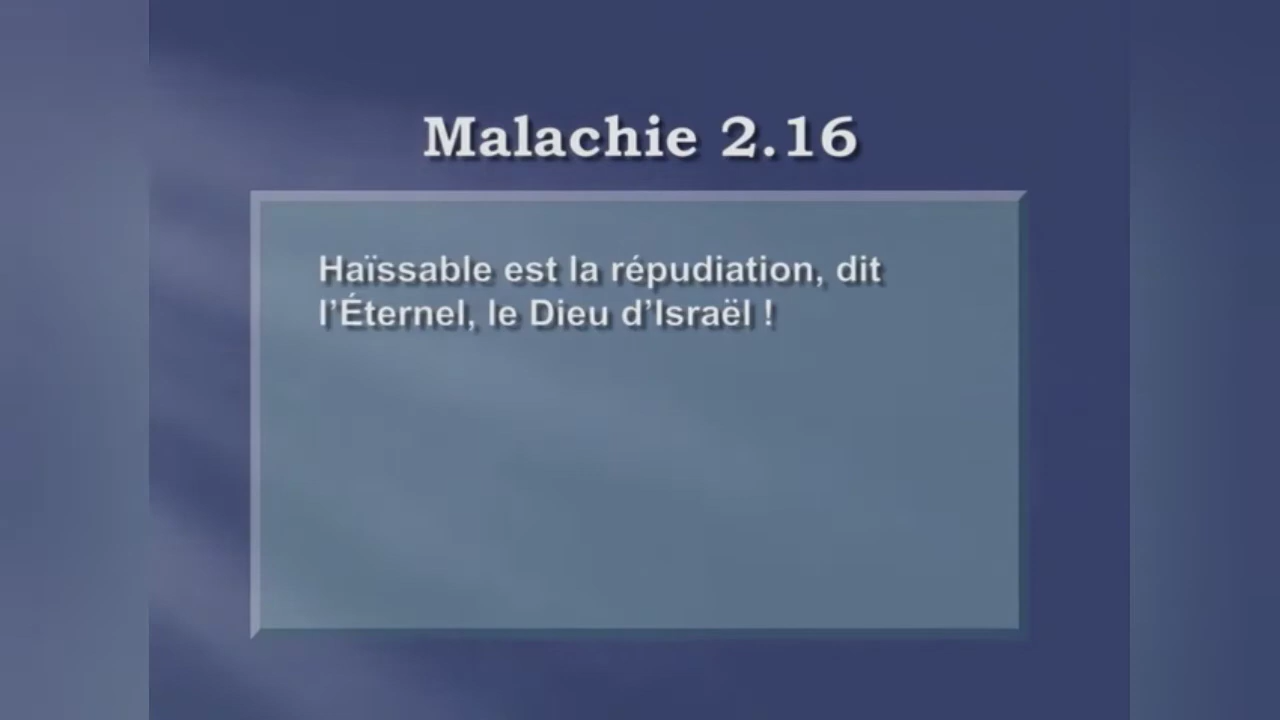 Malachie 2.16
Haïssable est la répudiation, dit
l’Éternel, le Dieu d’Israël !